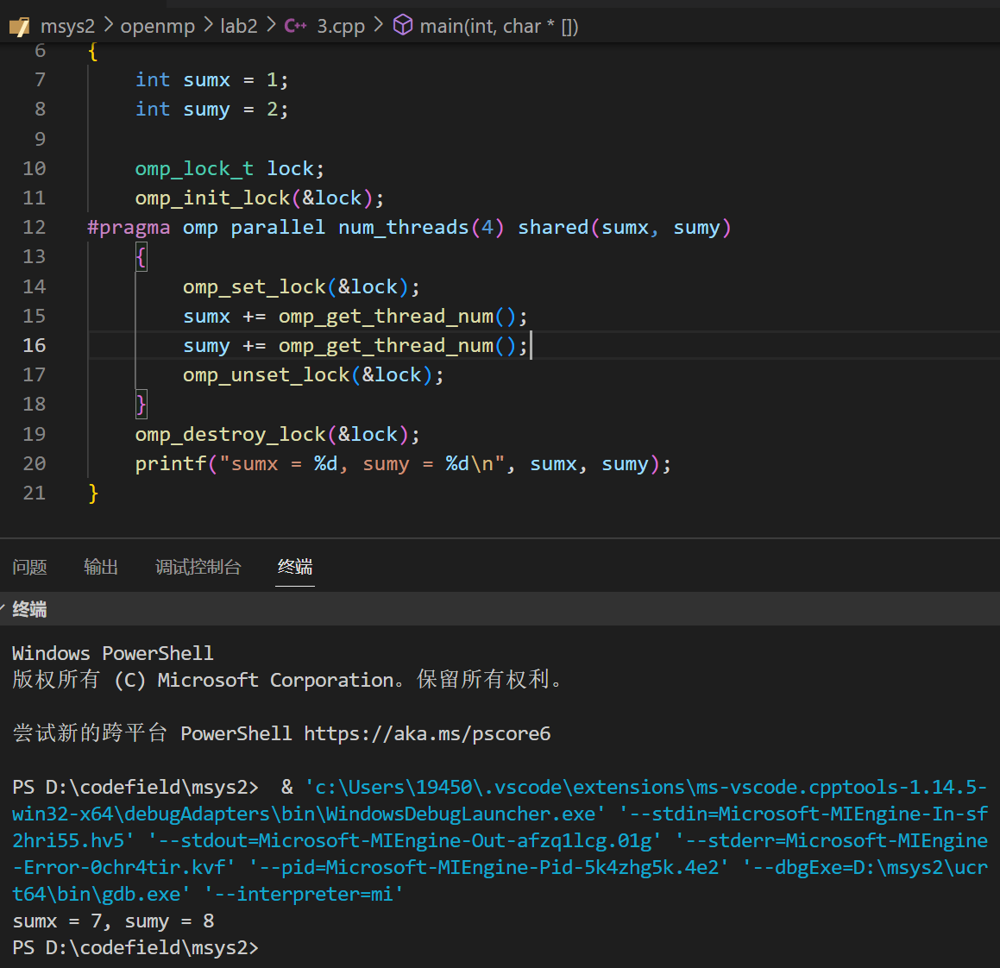 msys2 > openmp > lab2 > C++ 3.cpp > main(int, char * [])
6 {
7 int sumx = 1;
8 int sumy = 2;
9
10 omp_lock_t lock;
11 omp_init_lock(&lock);
12 #pragma omp parallel num_threads(4) shared(sumx, sumy)
13 {
14 omp_set_lock(&lock);
15 sumx += omp_get_thread_num();
16 sumy += omp_get_thread_num();
17 omp_unset_lock(&lock);
18 }
19 omp_destroy_lock(&lock);
20 printf("sumx = %d, sumy = %d\n", sumx, sumy);
21 }
问题 输出 调试控制台 终端
终端
Windows PowerShell
版权所有 (C) Microsoft Corporation。保留所有权利。
尝试新的跨平台 PowerShell https://aka.ms/pscore6
PS D:\codefield\msys2>  & 'c:\Users\19450\.vscode\extensions\ms-vscode.cpptools-1.14.5-
win32-x64\debugAdapters\bin\WindowsDebugLauncher.exe' '--stdin=Microsoft-MIEngine-In-sf
2hri55.hv5' '--stdout=Microsoft-MIEngine-Out-afzq1lcg.01g' '--stderr=Microsoft-MIEngine
-Error-0chr4tir.kvf' '--pid=Microsoft-MIEngine-Pid-5k4zhg5k.4e2' '--dbgExe=D:\msys2\ucr
t64\bin\gdb.exe' '--interpreter=mi'
sumx = 7, sumy = 8
PS D:\codefield\msys2>